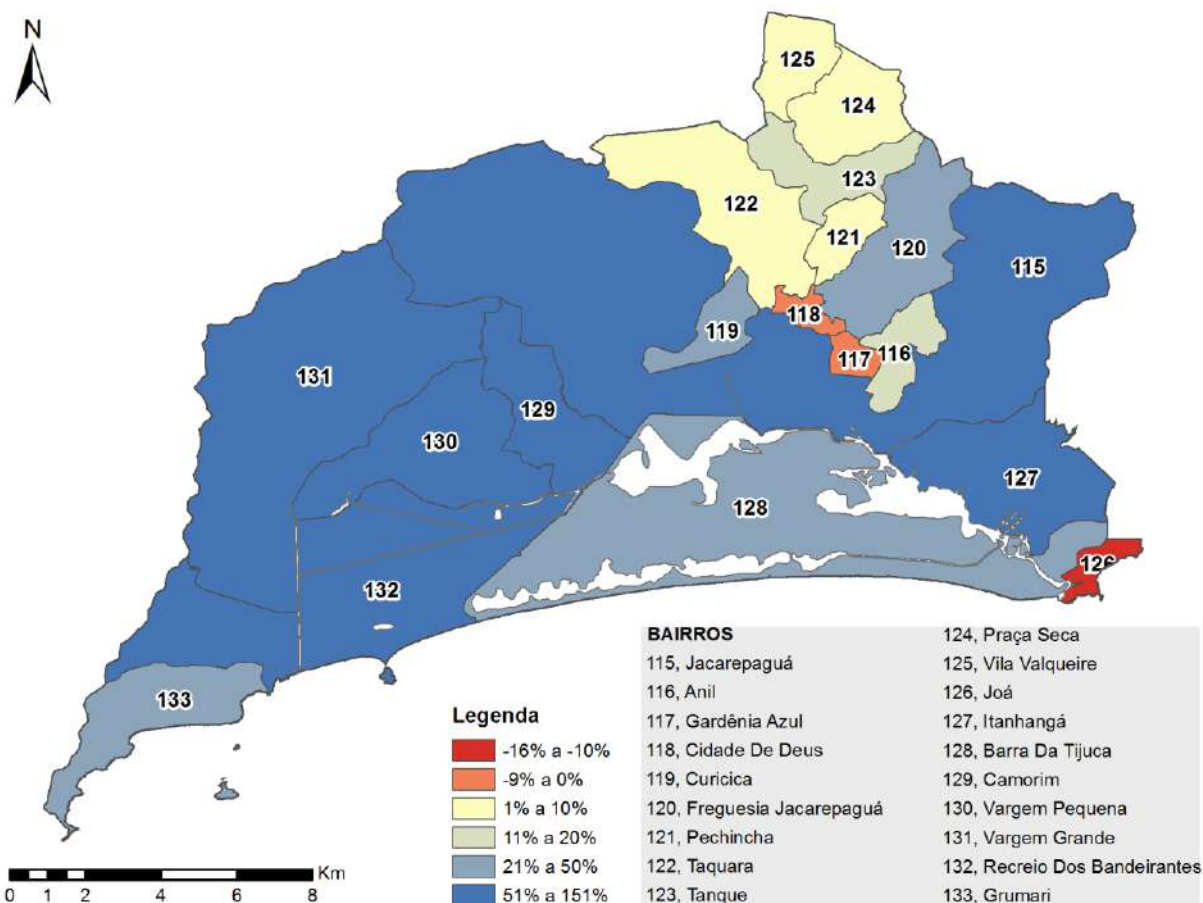 N
125
124
123
122
121
120
115
119
118
117
116
131
129
130
127
128
126
132
133
Legenda
-16% a -10%
-9% a 0%
1% a 10%
11% a 20%
21% a 50%
51% a 151%
BAIRROS
115, Jacarepaguá
116, Anil
117, Gardênia Azul
118, Cidade De Deus
119, Curicica
120, Freguesia Jacarepaguá
121, Pechincha
122, Taquara
123, Tanque
124, Praça Seca
125, Vila Valqueire
126, Joá
127, Itanhangá
128, Barra Da Tijuca
129, Camorim
130, Vargem Pequena
131, Vargem Grande
132, Recreio Dos Bandeirantes
133, Grumari
Km
0 1 2 4 6 8